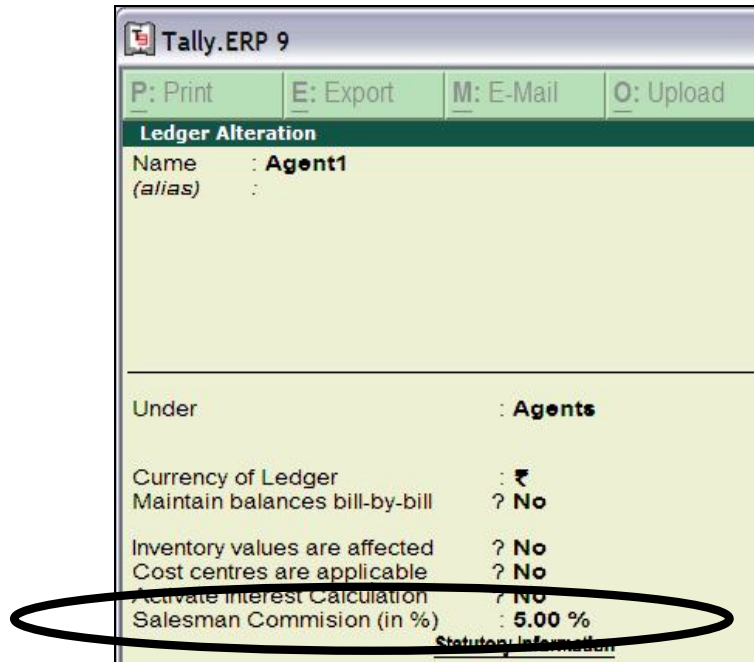 Tally.ERP 9
P: Print E: Export M: E-Mail O: Upload
Ledger Alteration
Name : Agent1
(alias) :
Under : Agents
Currency of Ledger : ₹
Maintain balances bill-by-bill ? No
Inventory values are affected ? No
Cost centres are applicable ? No
Activate Interest Calculation ? No
Salesman Commision (in %) : 5.00 %
Statutory Information